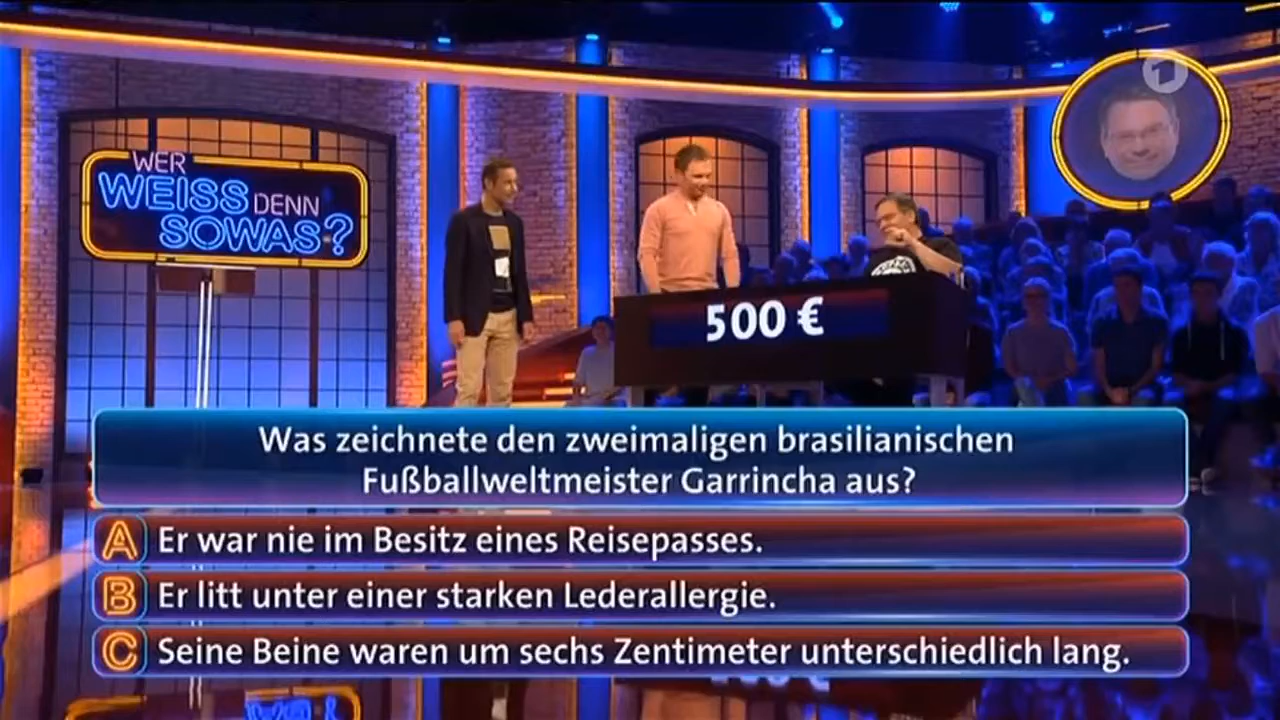 1
WER
WEISS DENN
SOWAS?
500 €
Was zeichnete den zweimaligen brasilianischen
Fußballweltmeister Garrincha aus?
A Er war nie im Besitz eines Reisepasses.
B Er litt unter einer starken Lederallergie.
C Seine Beine waren um sechs Zentimeter unterschiedlich lang.